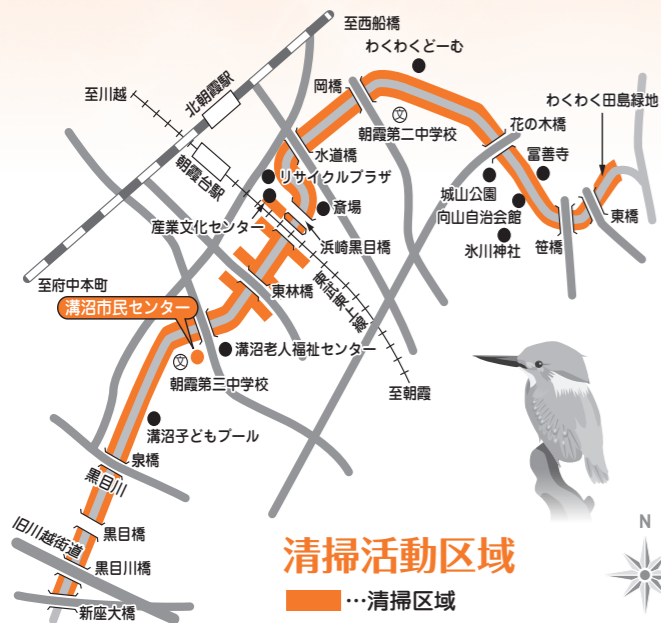 至西船橋
わくわくどーむ
北朝霞駅
至川越
岡橋
わくわく田島緑地
文
朝霞第二中学校
花の木橋
朝霞台駅
水道橋
冨善寺
リサイクルプラザ
城山公園
斎場
向山自治会館
産業文化センター
東橋
浜崎黒目橋
氷川神社
笹橋
至府中本町
東林橋
東武東上線
溝沼市民センター
溝沼老人福祉センター
文
朝霞第三中学校
至朝霞
溝沼子どもプール
泉橋
黒目川
旧川越街道
黒目橋
黒目川橋
新座大橋
N
清掃活動区域
…清掃区域